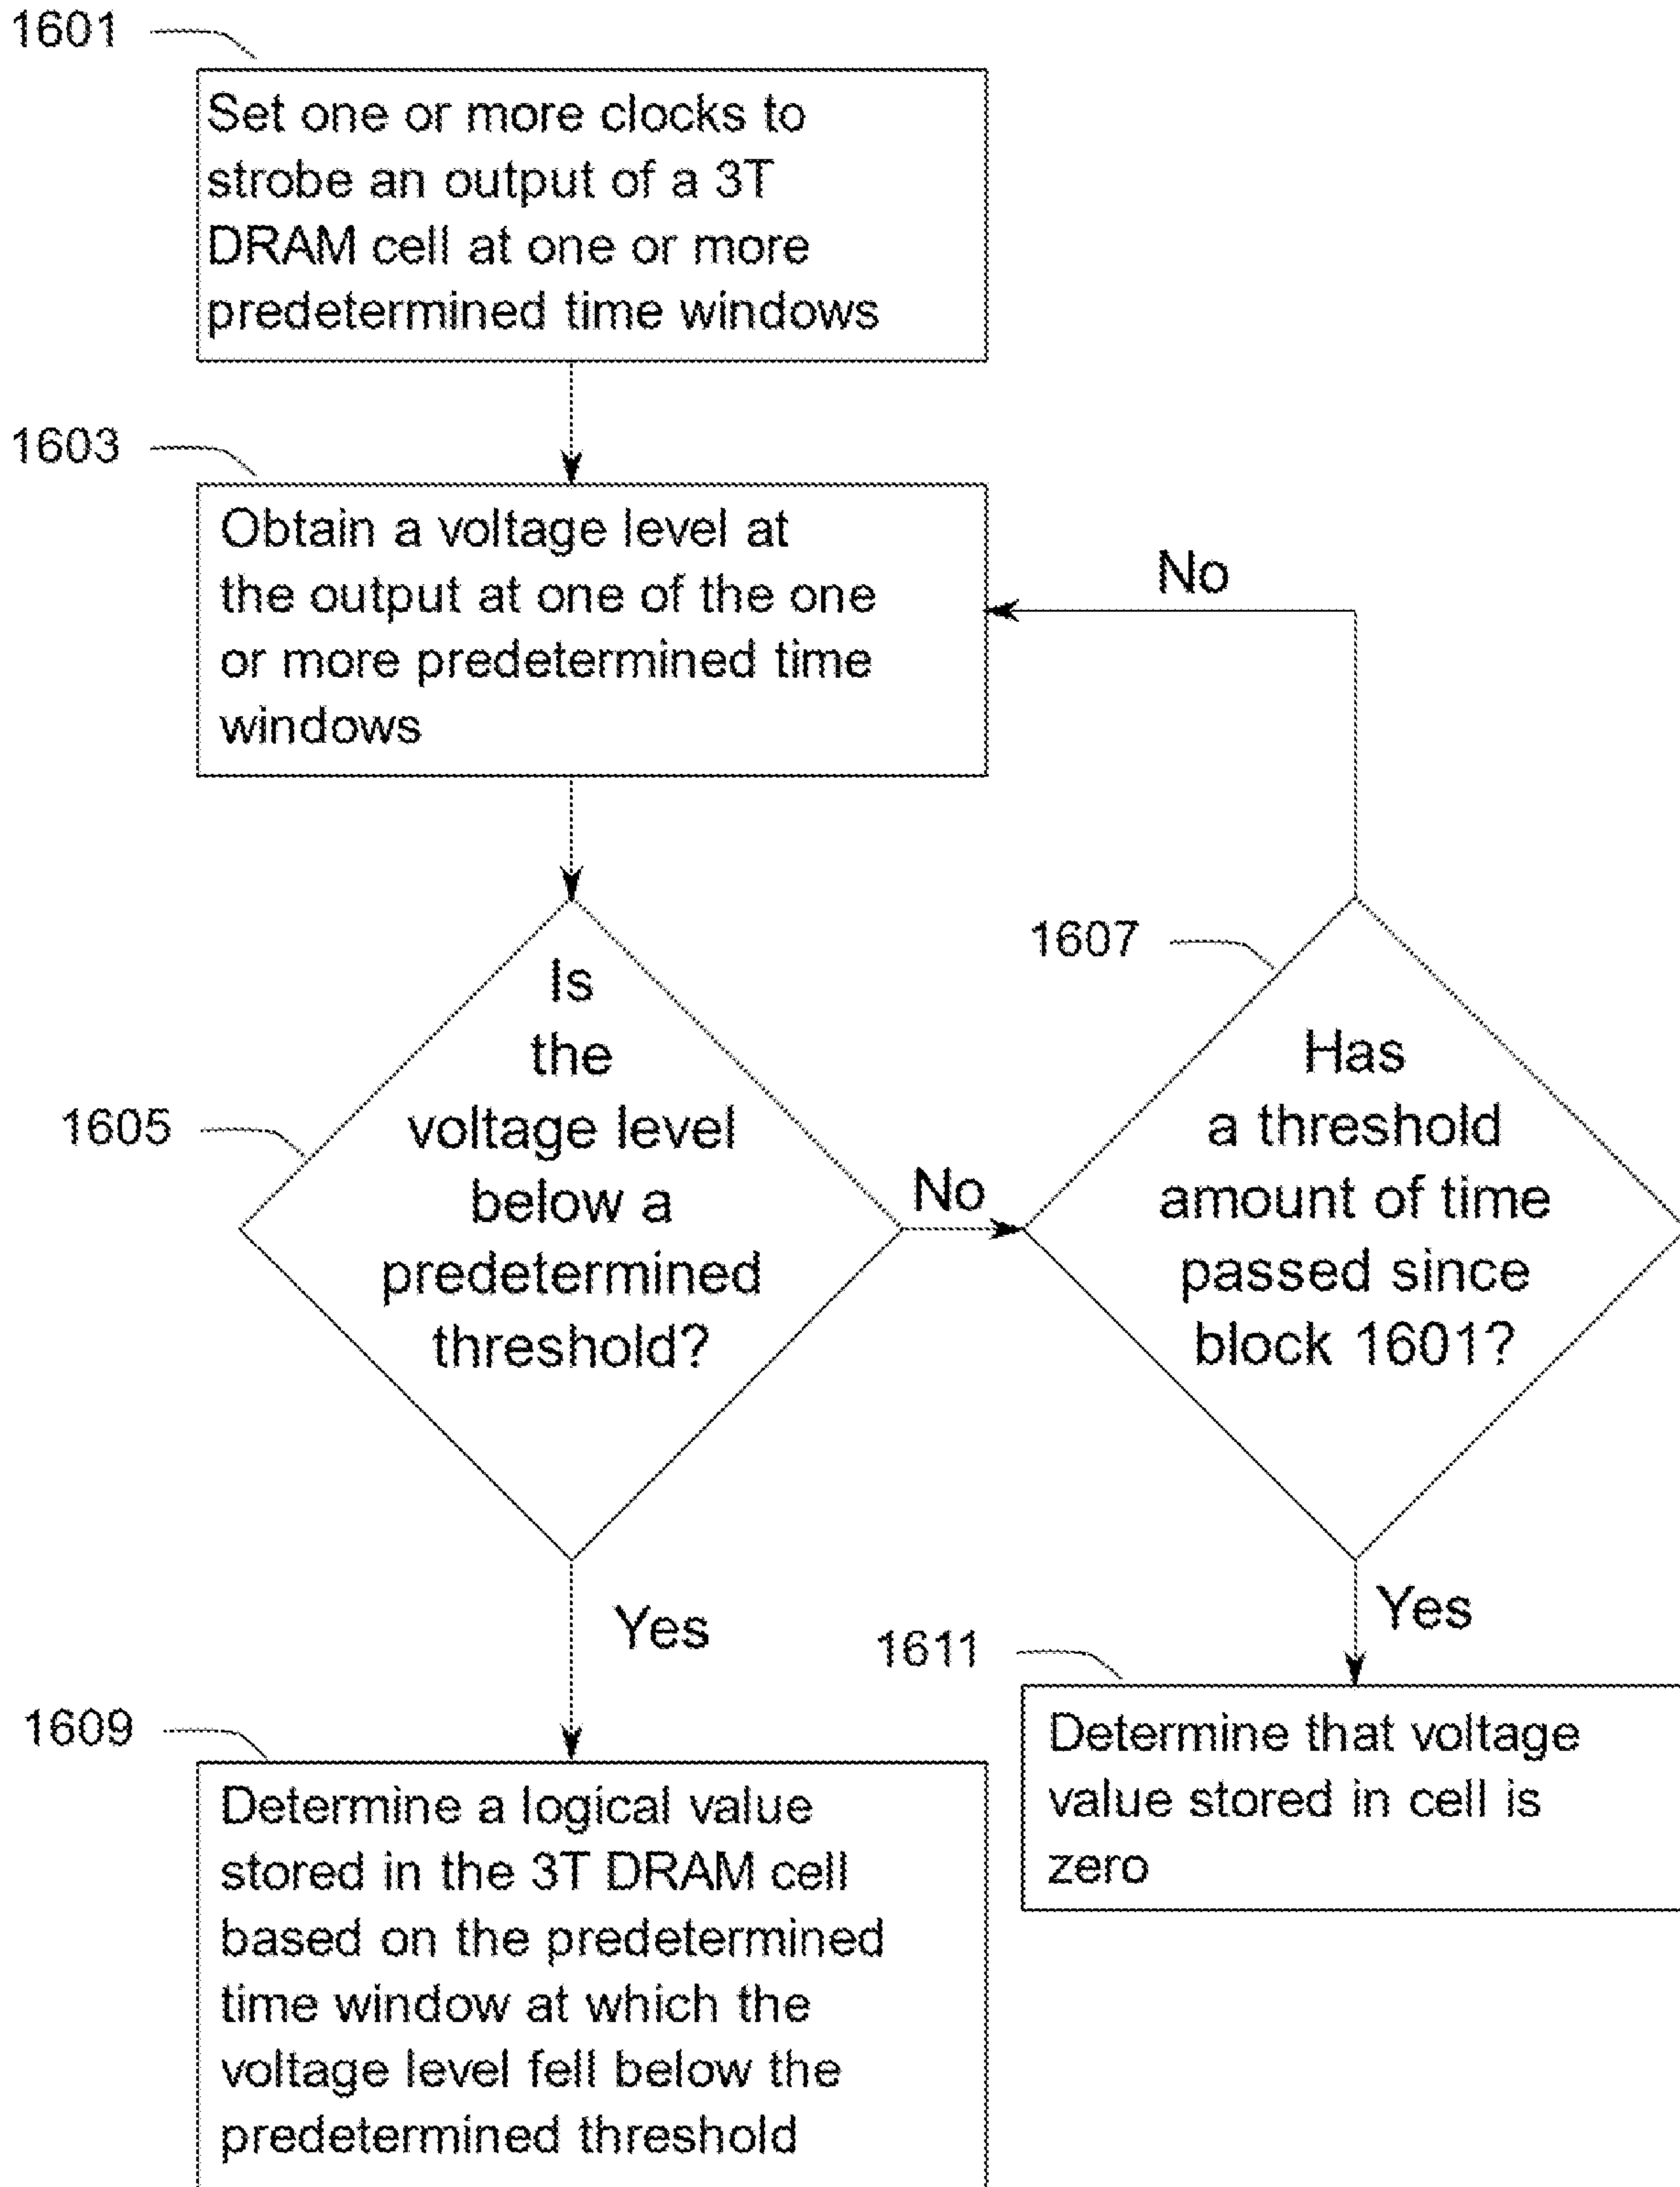 1601
Set one or more clocks to
strobe an output of a 3T
DRAM cell at one or more
predetermined time windows
1603
Obtain a voltage level at
the output at one of the one
or more predetermined time
windows
No
1605
Is
the
voltage level
below a
predetermined
threshold?
No
1607
Has
a threshold
amount of time
passed since
block 1601?
Yes
Yes
1609
Determine a logical value
stored in the 3T DRAM cell
based on the predetermined
time window at which the
voltage level fell below the
predetermined threshold
1611
Determine that voltage
value stored in cell is
zero